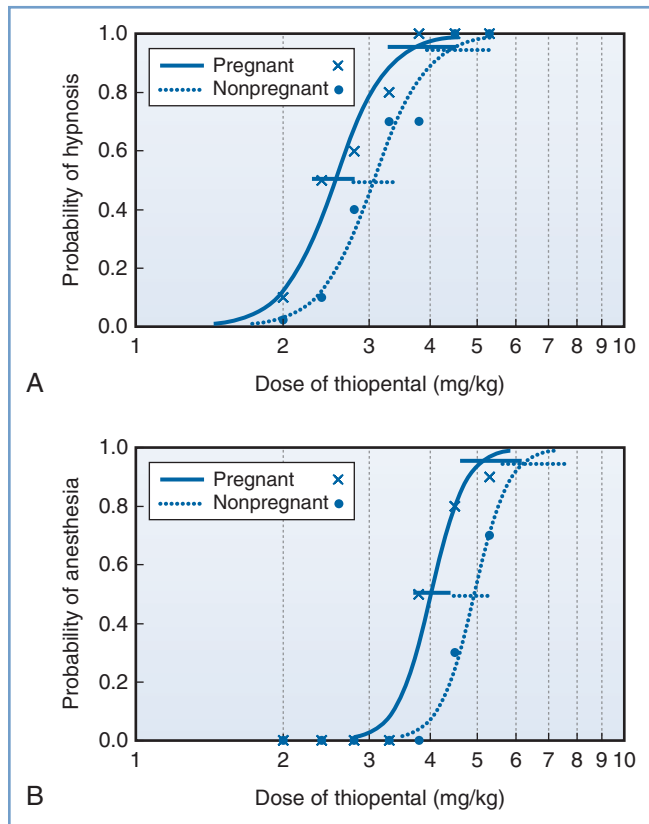 1.0
0.8
0.6
0.4
0.2
0.0
Probability of hypnosis
Pregnant
Nonpregnant
1 2 3 4 5 6 7 8 9 10
A
Dose of thiopental (mg/kg)
1.0
0.8
0.6
0.4
0.2
0.0
Probability of anesthesia
Pregnant
Nonpregnant
1 2 3 4 5 6 7 8 9 10
B
Dose of thiopental (mg/kg)